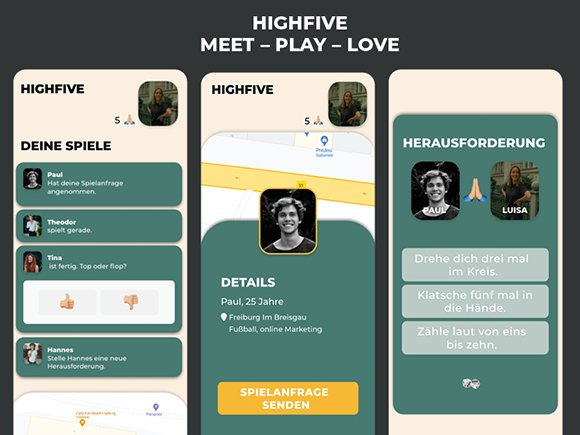 HIGHFIVE
MEET – PLAY – LOVE
HIGHFIVE
5
DEINE SPIELE
Paul
Hat deine Spielanfrage
angenommen.
Theodor
spielt gerade.
Tina
ist fertig. Top oder flop?
Hannes
Stelle Hannes eine neue
Herausforderung.
HIGHFIVE
5
PreJou
DETAILS
Paul, 25 Jahre
Freiburg Im Breisgau
Fußball, online Marketing
SPIELANFRAGE
SENDEN
HERAUSFORDERUNG
PAUL
LUISA
Drehe dich drei mal
im Kreis.
Klatsche fünf mal in
die Hände.
Zähle laut von eins
bis zehn.